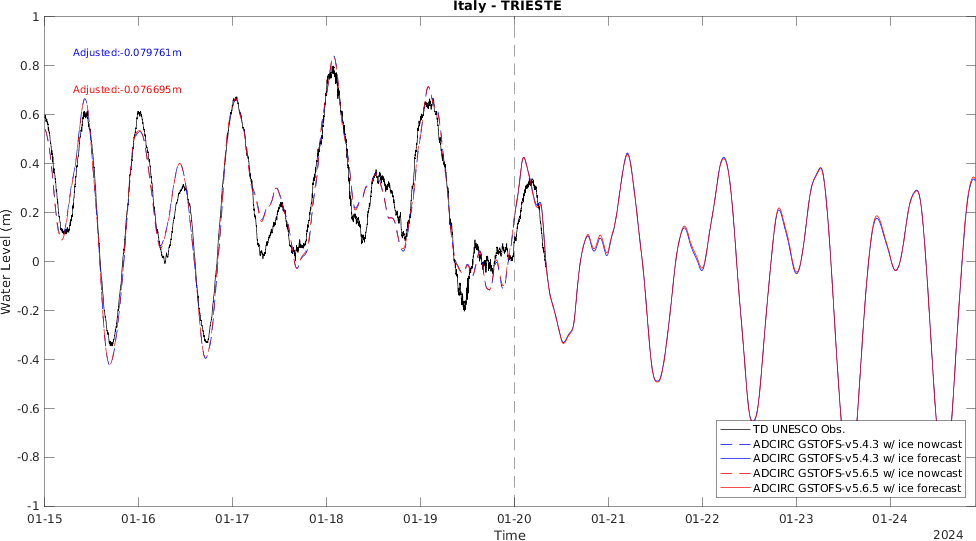 Italy - TRIESTE
Adjusted:-0.079761m
Adjusted:-0.076695m
Water Level (m)
1
0.8
0.6
0.4
0.2
0
-0.2
-0.4
-0.6
-0.8
-1
TD UNESCO Obs.
ADCIRC GSTOFS-v5.4.3 w/ ice nowcast
ADCIRC GSTOFS-v5.4.3 w/ ice forecast
ADCIRC GSTOFS-v5.6.5 w/ ice nowcast
ADCIRC GSTOFS-v5.6.5 w/ ice forecast
01-15 01-16 01-17 01-18 01-19 01-20 01-21 01-22 01-23 01-24
Time
2024